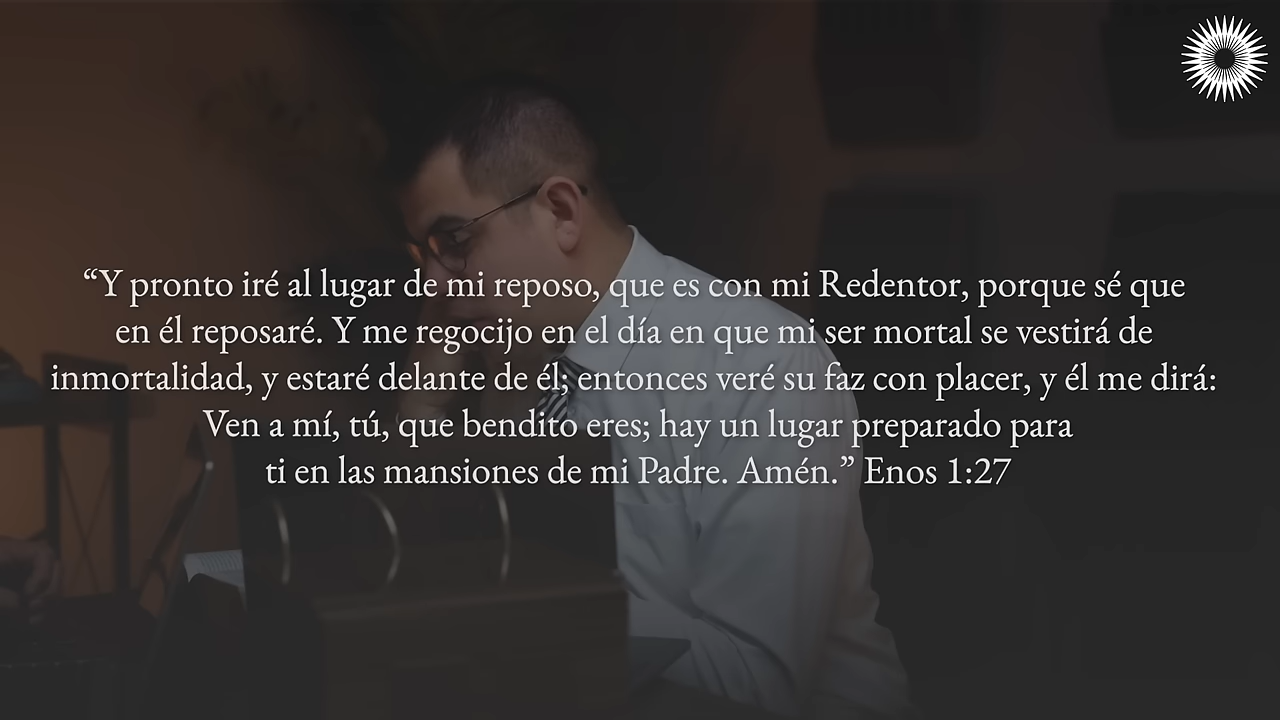 “Y pronto iré al lugar de mi reposo, que es con mi Redentor, porque sé que
en él reposaré. Y me regocijo en el día en que mi ser mortal se vestirá de
inmortalidad, y estaré delante de él; entonces veré su faz con placer, y él me dirá:
Ven a mí, tú, que bendito eres; hay un lugar preparado para
ti en las mansiones de mi Padre. Amén.” Enos 1:27